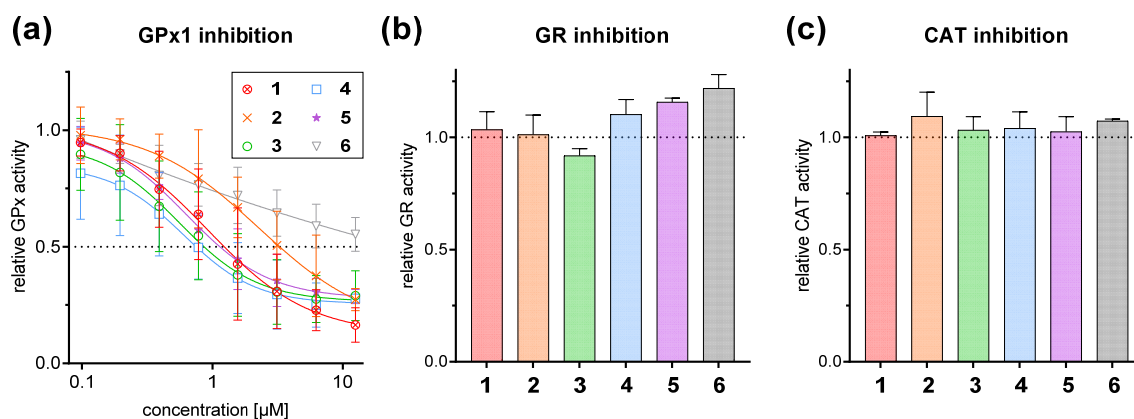 (a)
GPx1 inhibition
relative GPx activity
1.0
0.5
0.0
0.1
1
10
concentration [µM]
1
2
3
4
5
6
(b)
GR inhibition
relative GR activity
1.0
0.5
0.0
1 2 3 4 5 6
(c)
CAT inhibition
relative CAT activity
1.0
0.5
0.0
1 2 3 4 5 6